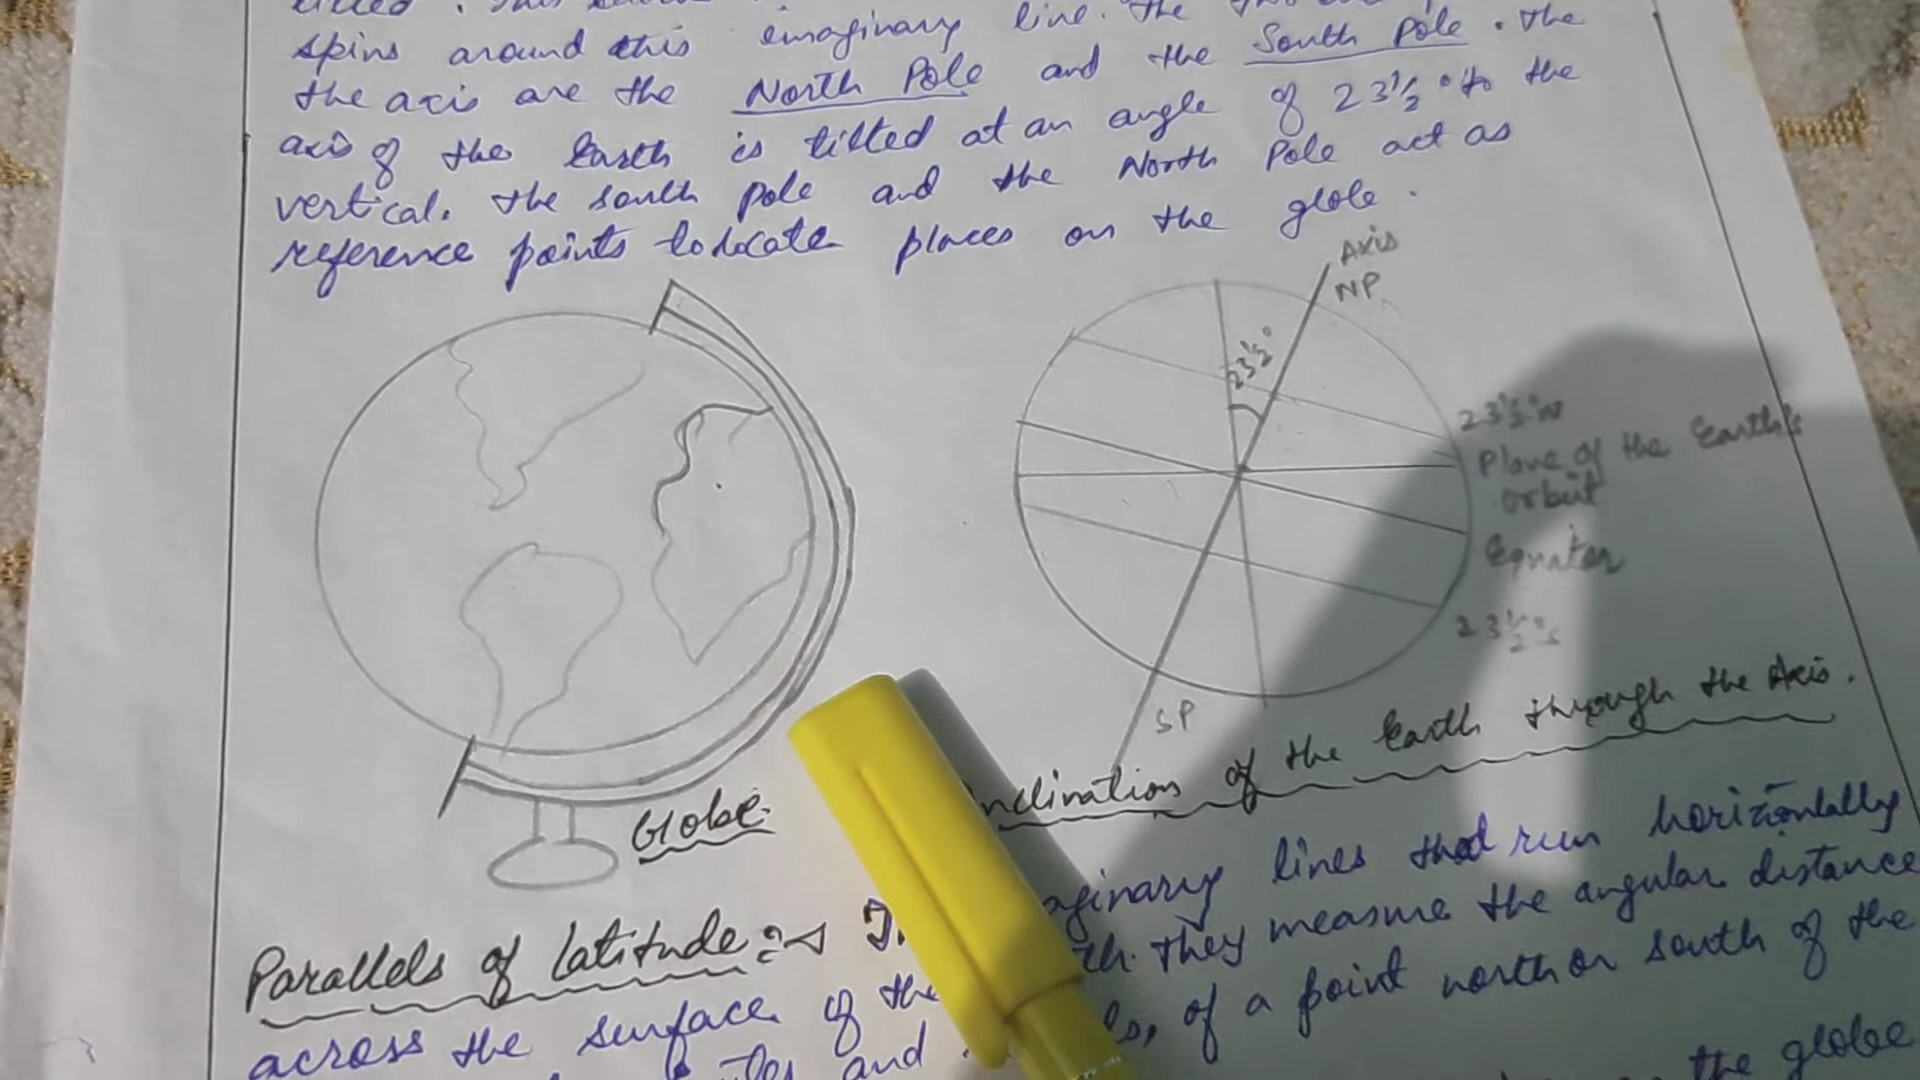 tilted. This
spins around this imaginary line. The two
the axis are the North Pole and the South Pole. The
axis of the Earth is tilted at an angle of 23½° to the
vertical. the south pole and the North Pole act as
reference points to locate places on the globe.
Axis
NP
23½°
23½°N
Plane of the Earth's
orbit
Equator
23½°s
SP
Globe.
inclination of the Earth through the Axis.
Parallels of latitude:→ lines that run horizontally
across the surface of the They measure the angular distance
and of a point north or south of the
the globe